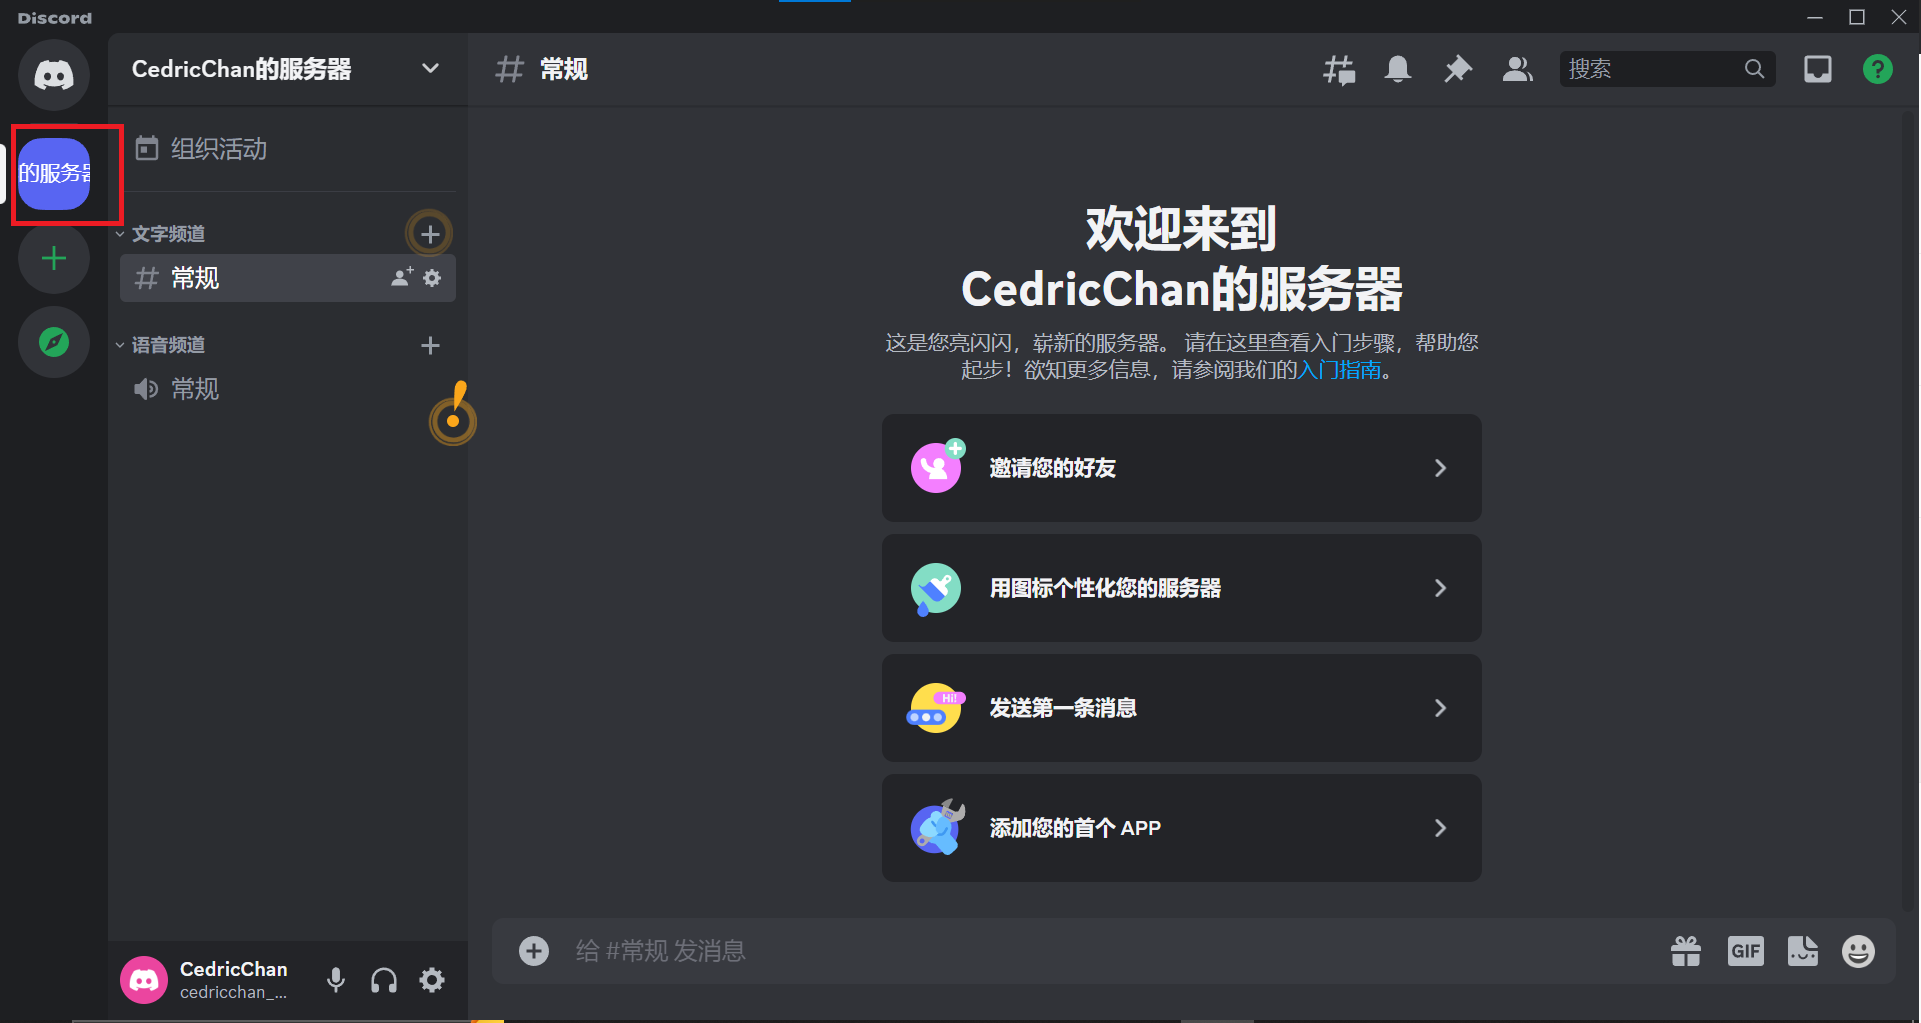 Discord
CedricChan的服务器
常规
搜索
的服务器
组织活动
文字频道
常规
语音频道
常规
欢迎来到
CedricChan的服务器
这是您亮闪闪，崭新的服务器。 请在这里查看入门步骤，帮助您
起步！欲知更多信息，请参阅我们的入门指南。
邀请您的好友
用图标个性化您的服务器
Hi!
发送第一条消息
添加您的首个 APP
给 #常规 发消息
GIF
CedricChan
cedricchan_...